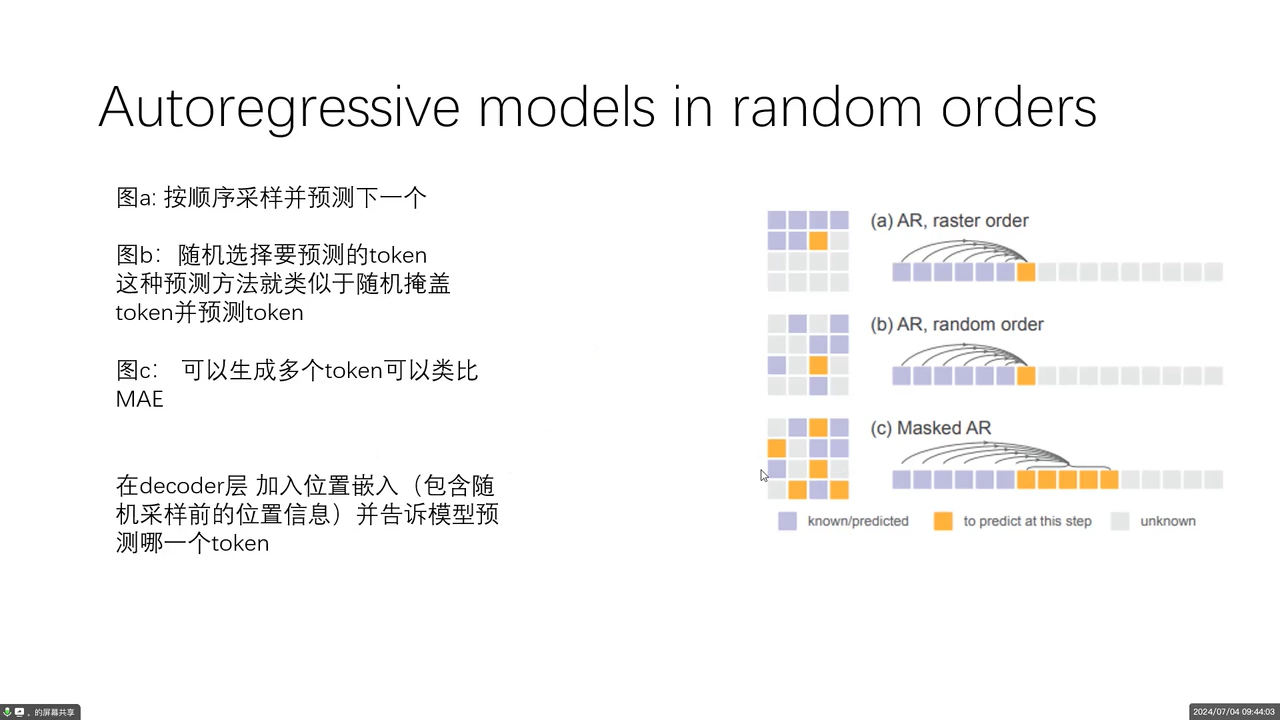 Autoregressive models in random orders
图a: 按顺序采样并预测下一个
图b：随机选择要预测的token
这种预测方法就类似于随机掩盖
token并预测token
图c： 可以生成多个token可以类比
MAE
在decoder层 加入位置嵌入（包含随
机采样前的位置信息）并告诉模型预
测哪一个token
(a) AR, raster order
(b) AR, random order
(c) Masked AR
known/predicted
to predict at this step
unknown
。的屏幕共享
2024/07/04 09:44:03